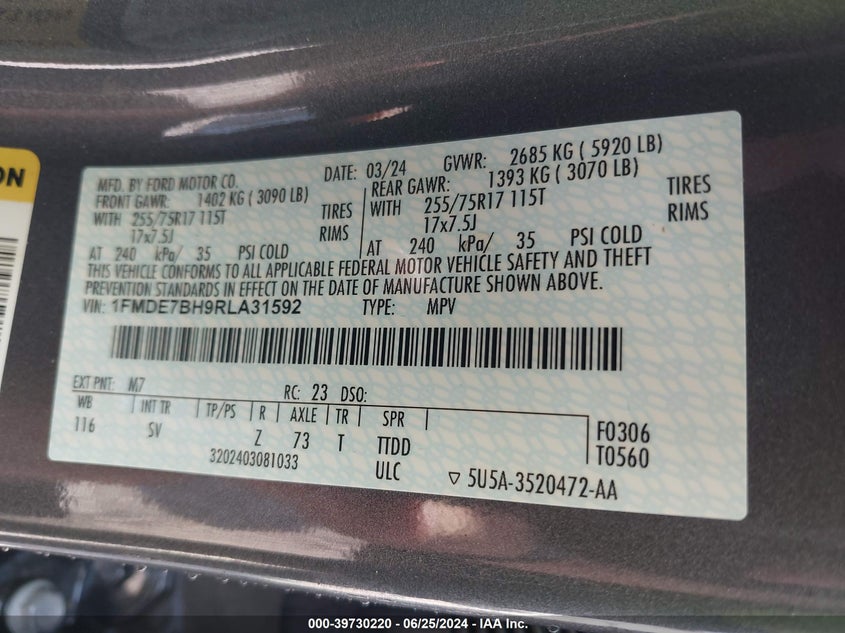 ON
MFD. BY FORD MOTOR CO. DATE: 03/24 GVWR: 2685 KG ( 5920 LB)
FRONT GAWR: 1402 KG ( 3090 LB) REAR GAWR: 1393 KG ( 3070 LB)
WITH 255/75R17 115T TIRES WITH 255/75R17 115T TIRES
17x7.5J RIMS 17x7.5J RIMS
AT 240 kPa/ 35 PSI COLD AT 240 kPa/ 35 PSI COLD
THIS VEHICLE CONFORMS TO ALL APPLICABLE FEDERAL MOTOR VEHICLE SAFETY AND THEFT
PREVENTION STANDARDS IN EFFECT ON THE DATE OF MANUFACTURE SHOWN ABOVE.
VIN: 1FMDE7BH9RLA31592 TYPE: MPV
EXT PNT: M7 RC: 23 DSO:
WB INT TR TP/PS R AXLE TR SPR
116 SV Z 73 T TTDD F0306
3202403081033 ULC T0560
▽ 5U5A-3520472-AA
000-39730220 - 06/25/2024 - IAA Inc.